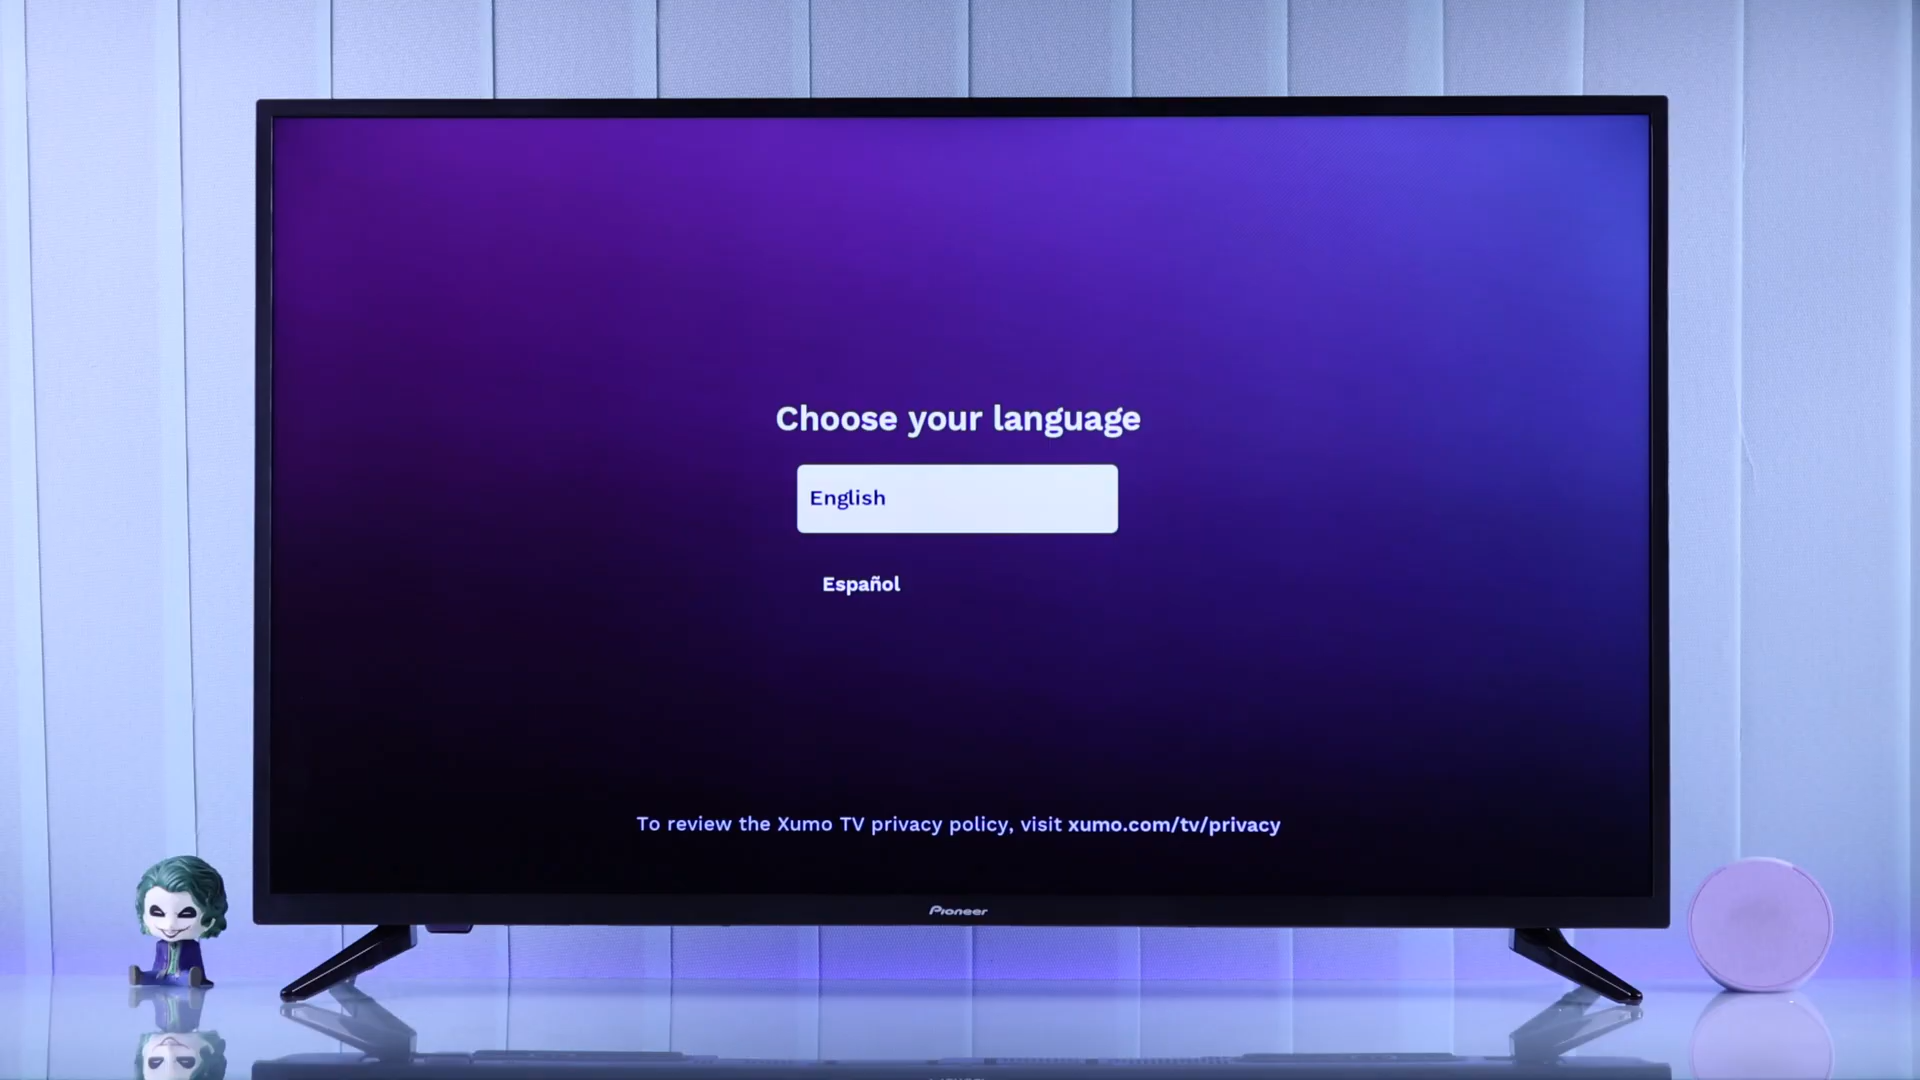 Choose your language
English
Español
To review the Xumo TV privacy policy, visit xumo.com/tv/privacy
Pioneer